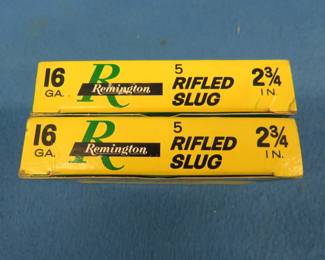 16 GA.
R
Remington
5
RIFLED
SLUG
2¾ IN.
16 GA.
R
Remington
5
RIFLED
SLUG
2¾ IN.